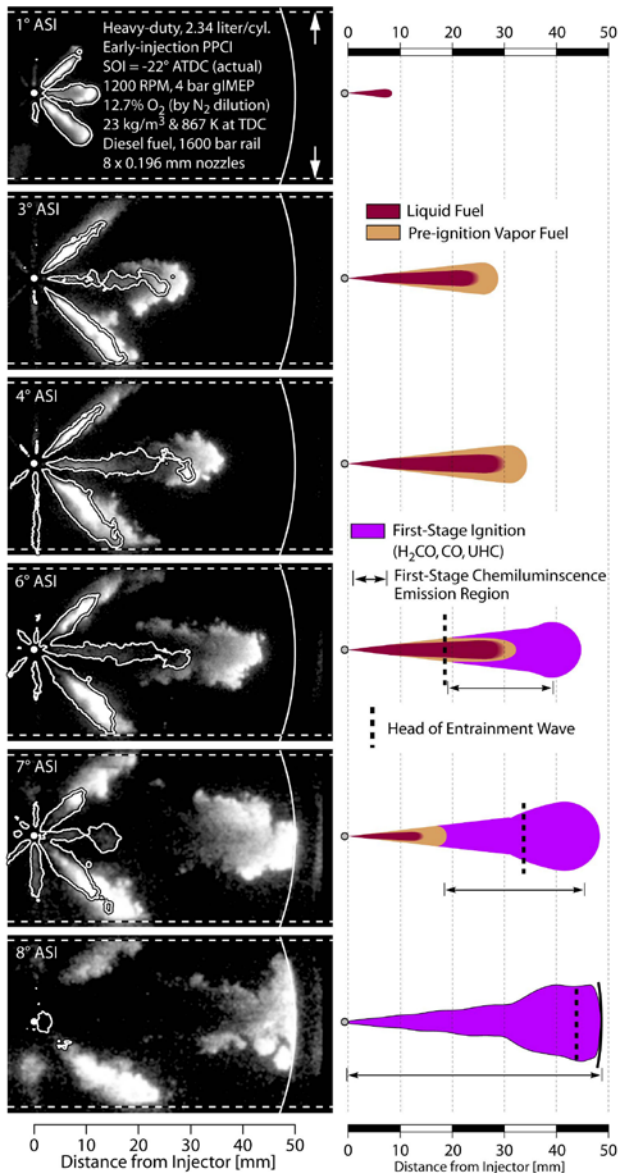 1° ASI
Heavy-duty, 2.34 liter/cyl.
Early-injection PPCI
SOI = -22° ATDC (actual)
1200 RPM, 4 bar gIMEP
12.7% O₂ (by N₂ dilution)
23 kg/m³ & 867 K at TDC
Diesel fuel, 1600 bar rail
8 x 0.196 mm nozzles
0 10 20 30 40 50
3° ASI
Liquid Fuel
Pre-ignition Vapor Fuel
4° ASI
First-Stage Ignition
(H₂CO, CO, UHC)
First-Stage Chemiluminscence
Emission Region
6° ASI
Head of Entrainment Wave
7° ASI
8° ASI
0 10 20 30 40 50
Distance from Injector [mm]
0 10 20 30 40 50
Distance from Injector [mm]